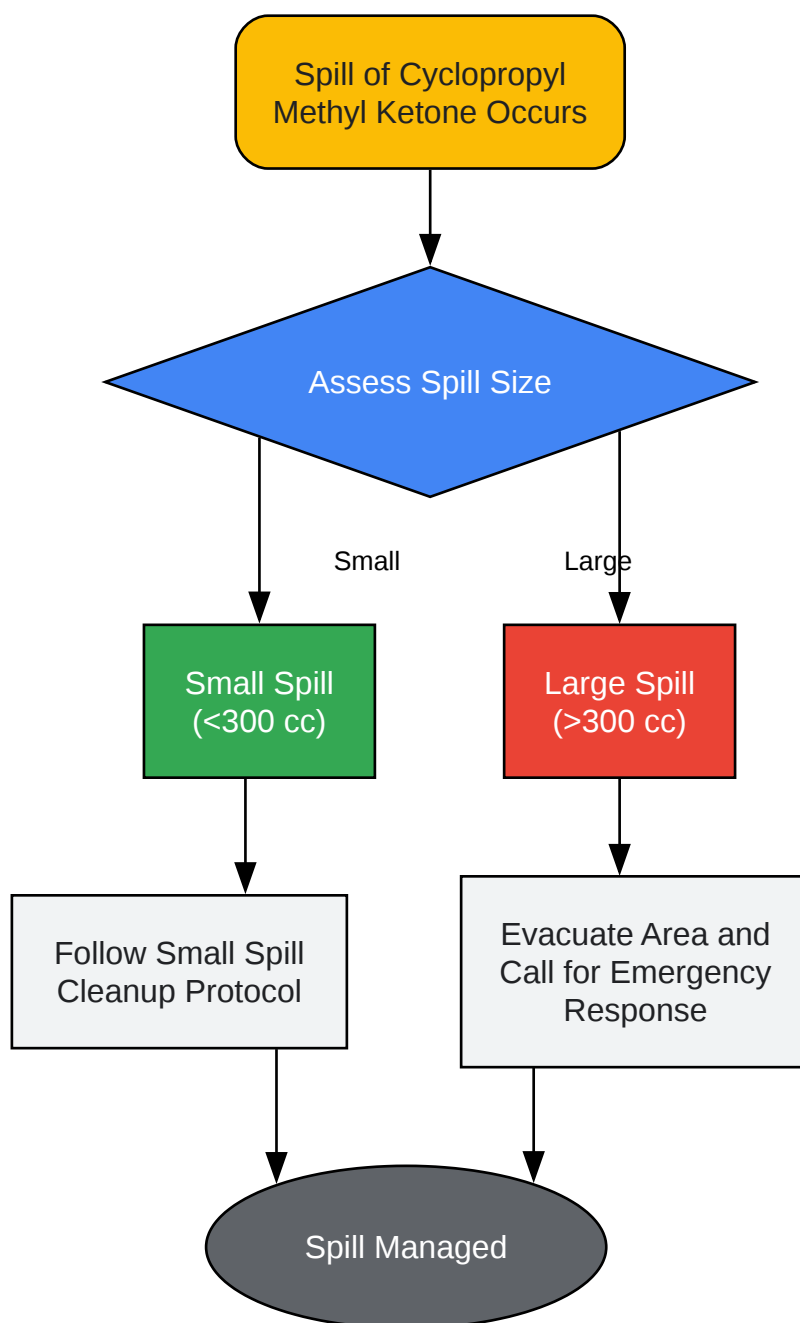 Spill of Cyclopropyl
Methyl Ketone Occurs
Assess Spill Size
Small
Large
Small Spill
(<300 cc)
Large Spill
(>300 cc)
Follow Small Spill
Cleanup Protocol
Evacuate Area and
Call for Emergency
Response
Spill Managed